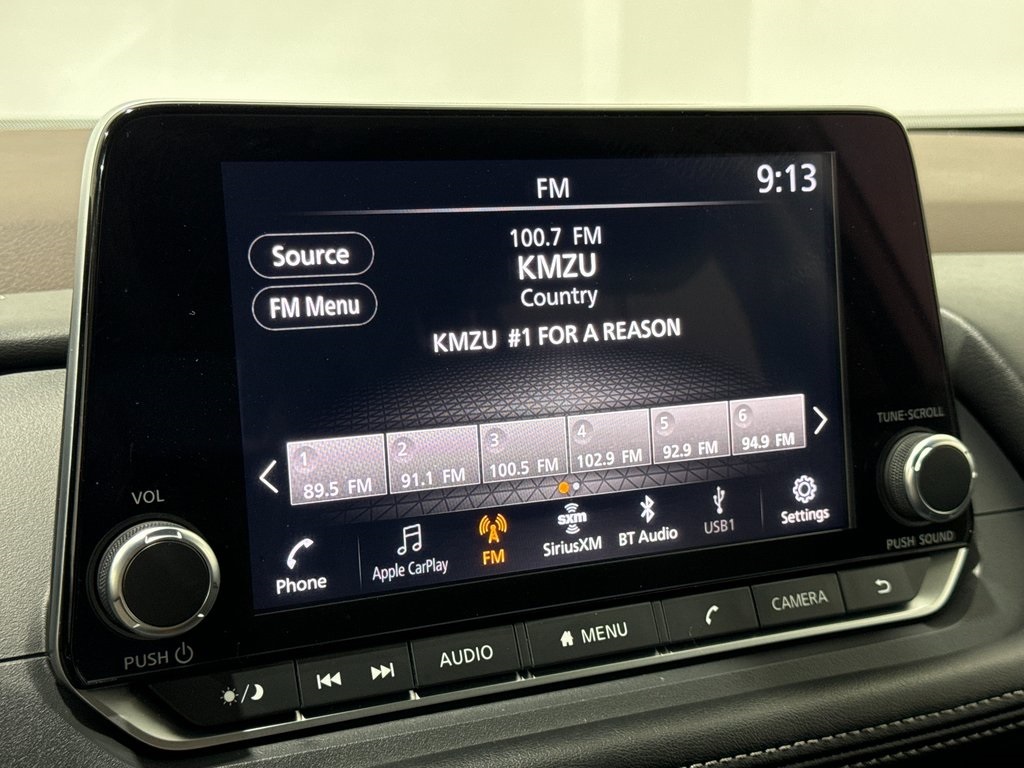 FM
9:13
Source
FM Menu
100.7 FM
KMZU
Country
KMZU #1 FOR A REASON
1
89.5 FM
2
91.1 FM
3
100.5 FM
4
102.9 FM
5
92.9 FM
6
94.9 FM
Phone
Apple CarPlay
FM
sxm
SiriusXM
BT Audio
USB1
Settings
VOL
PUSH
TUNE·SCROLL
PUSH SOUND
AUDIO
MENU
CAMERA